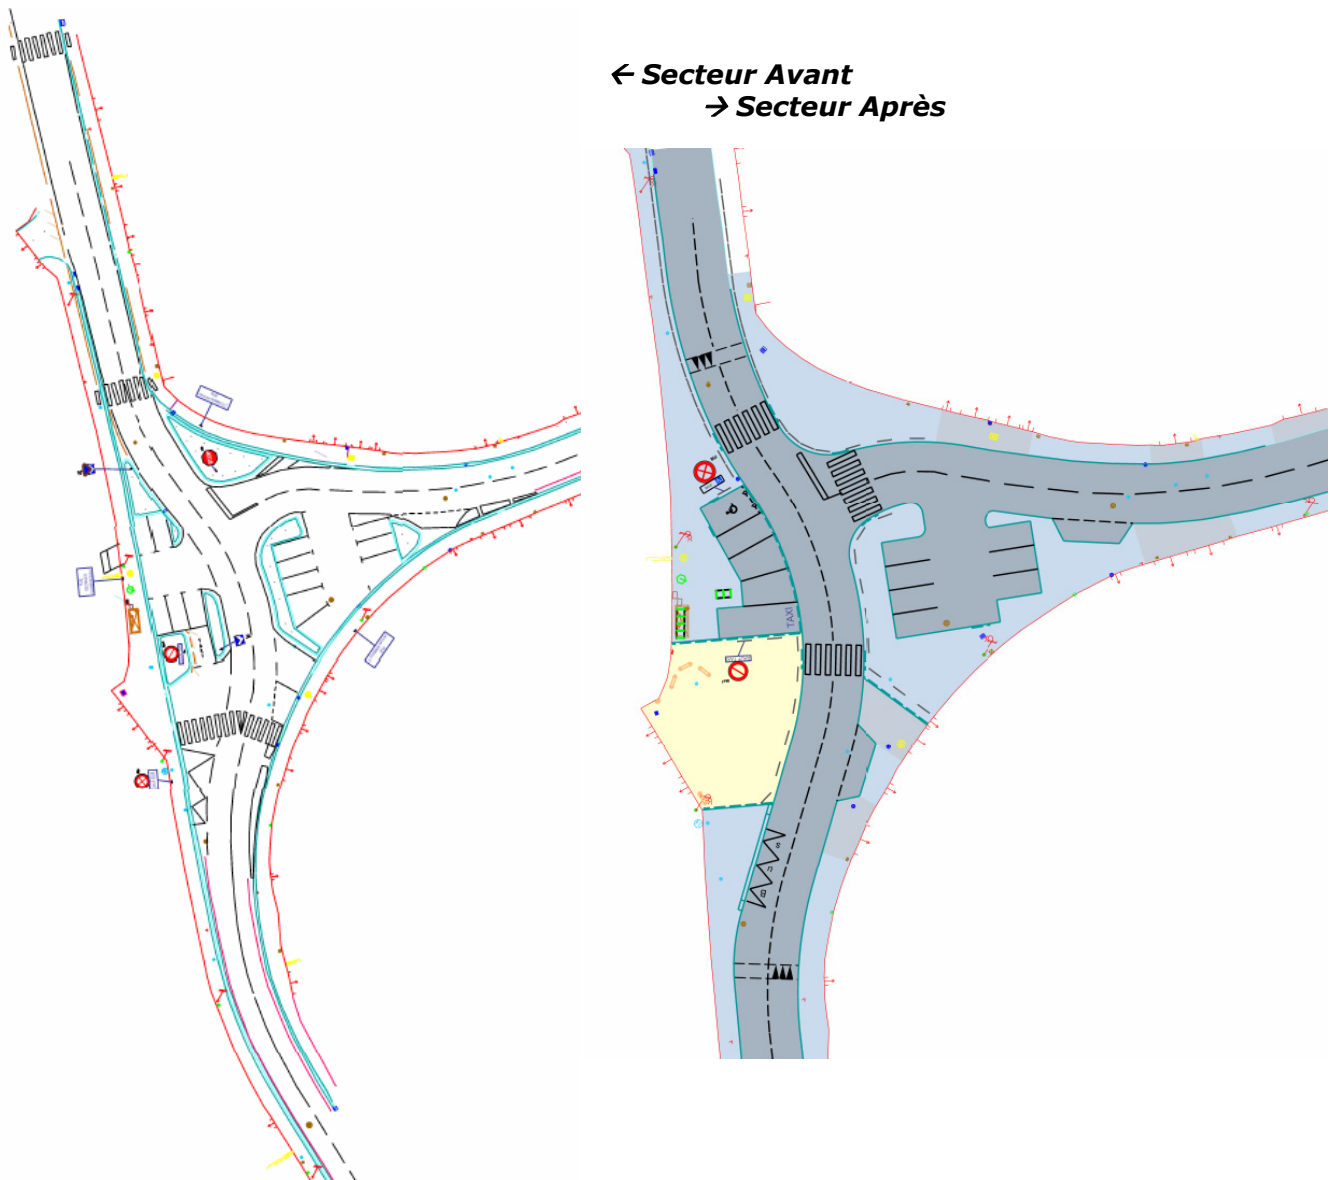 ← Secteur Avant
→ Secteur Après
TAXI
S
U
B